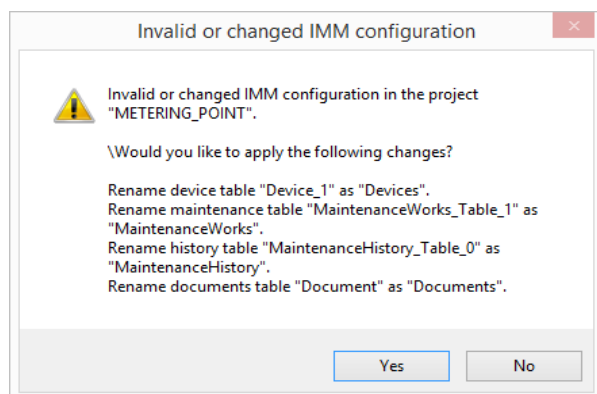 Invalid or changed IMM configuration
Invalid or changed IMM configuration in the project
"METERING_POINT".
\Would you like to apply the following changes?
Rename device table "Device_1" as "Devices".
Rename maintenance table "MaintenanceWorks_Table_1" as
"MaintenanceWorks".
Rename history table "MaintenanceHistory_Table_0" as
"MaintenanceHistory".
Rename documents table "Document" as "Documents".
Yes
No